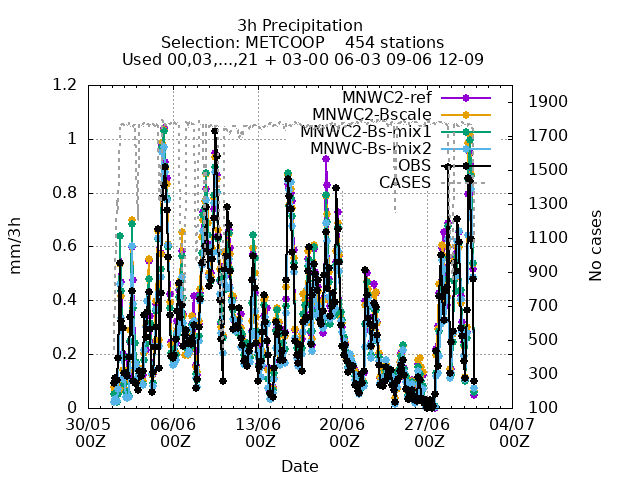 3h Precipitation
Selection: METCOOP    454 stations
Used 00,03,...,21 + 03-00 06-03 09-06 12-09
MNWC2-ref
MNWC2-Bscale
MNWC2-Bs-mix1
MNWC-Bs-mix2
OBS
CASES
mm/3h
1.2
1
0.8
0.6
0.4
0.2
0
No cases
1900
1700
1500
1300
1100
900
700
500
300
100
30/05 06/06 13/06 20/06 27/06 04/07
00Z 00Z 00Z 00Z 00Z 00Z
Date